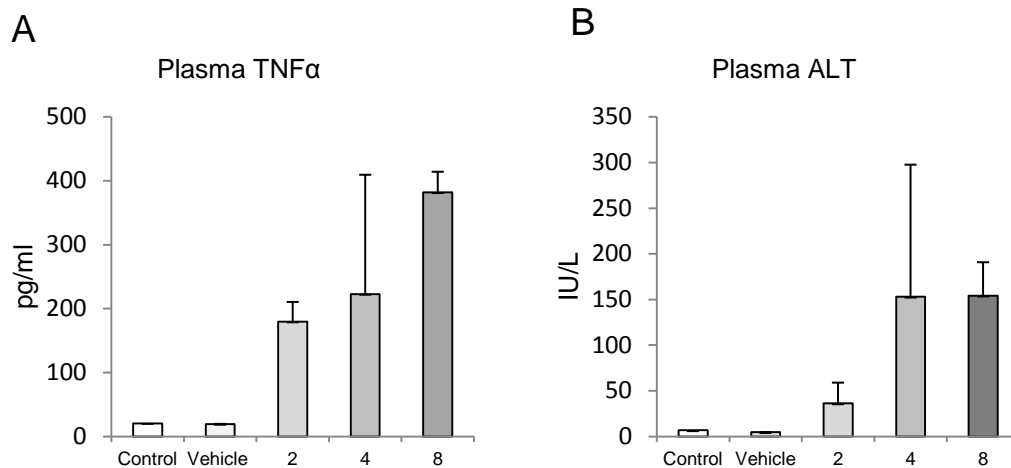 A
Plasma TNFα
500
400
300
200
100
0
pg/ml
Control Vehicle 2 4 8
B
Plasma ALT
350
300
250
200
150
100
50
0
IU/L
Control Vehicle 2 4 8